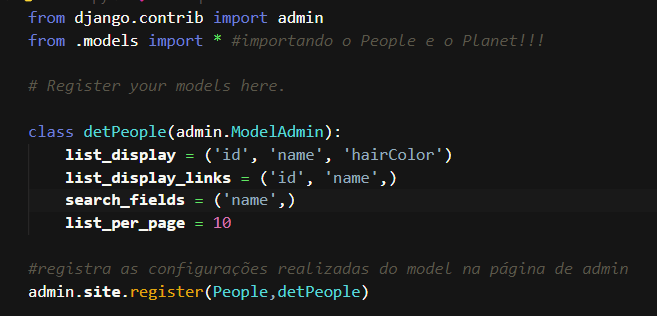 from django.contrib import admin
from .models import * #importando o People e o Planet!!!
# Register your models here.
class detPeople(admin.ModelAdmin):
list_display = ('id', 'name', 'hairColor')
list_display_links = ('id', 'name',)
search_fields = ('name',)
list_per_page = 10
#registra as configurações realizadas do model na página de admin
admin.site.register(People,detPeople)